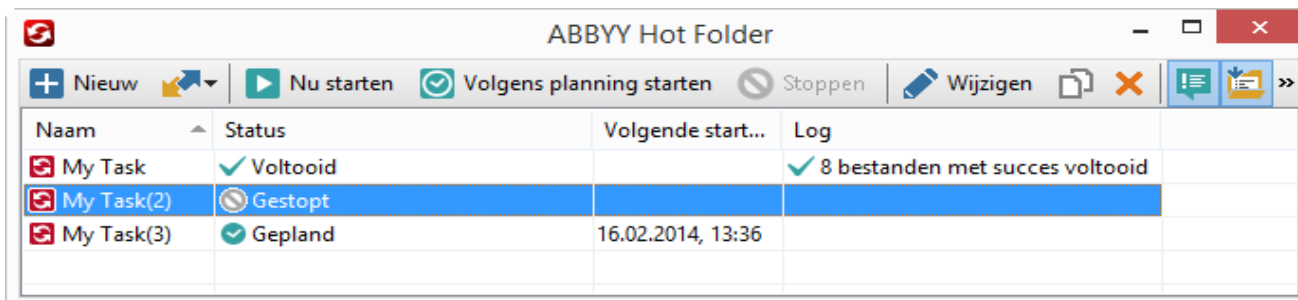 ABBYY Hot Folder
Nieuw Nu starten Volgens planning starten Stoppen Wijzigen »
Naam Status Volgende start... Log
My Task Voltooid 8 bestanden met succes voltooid
My Task(2) Gestopt
My Task(3) Gepland 16.02.2014, 13:36